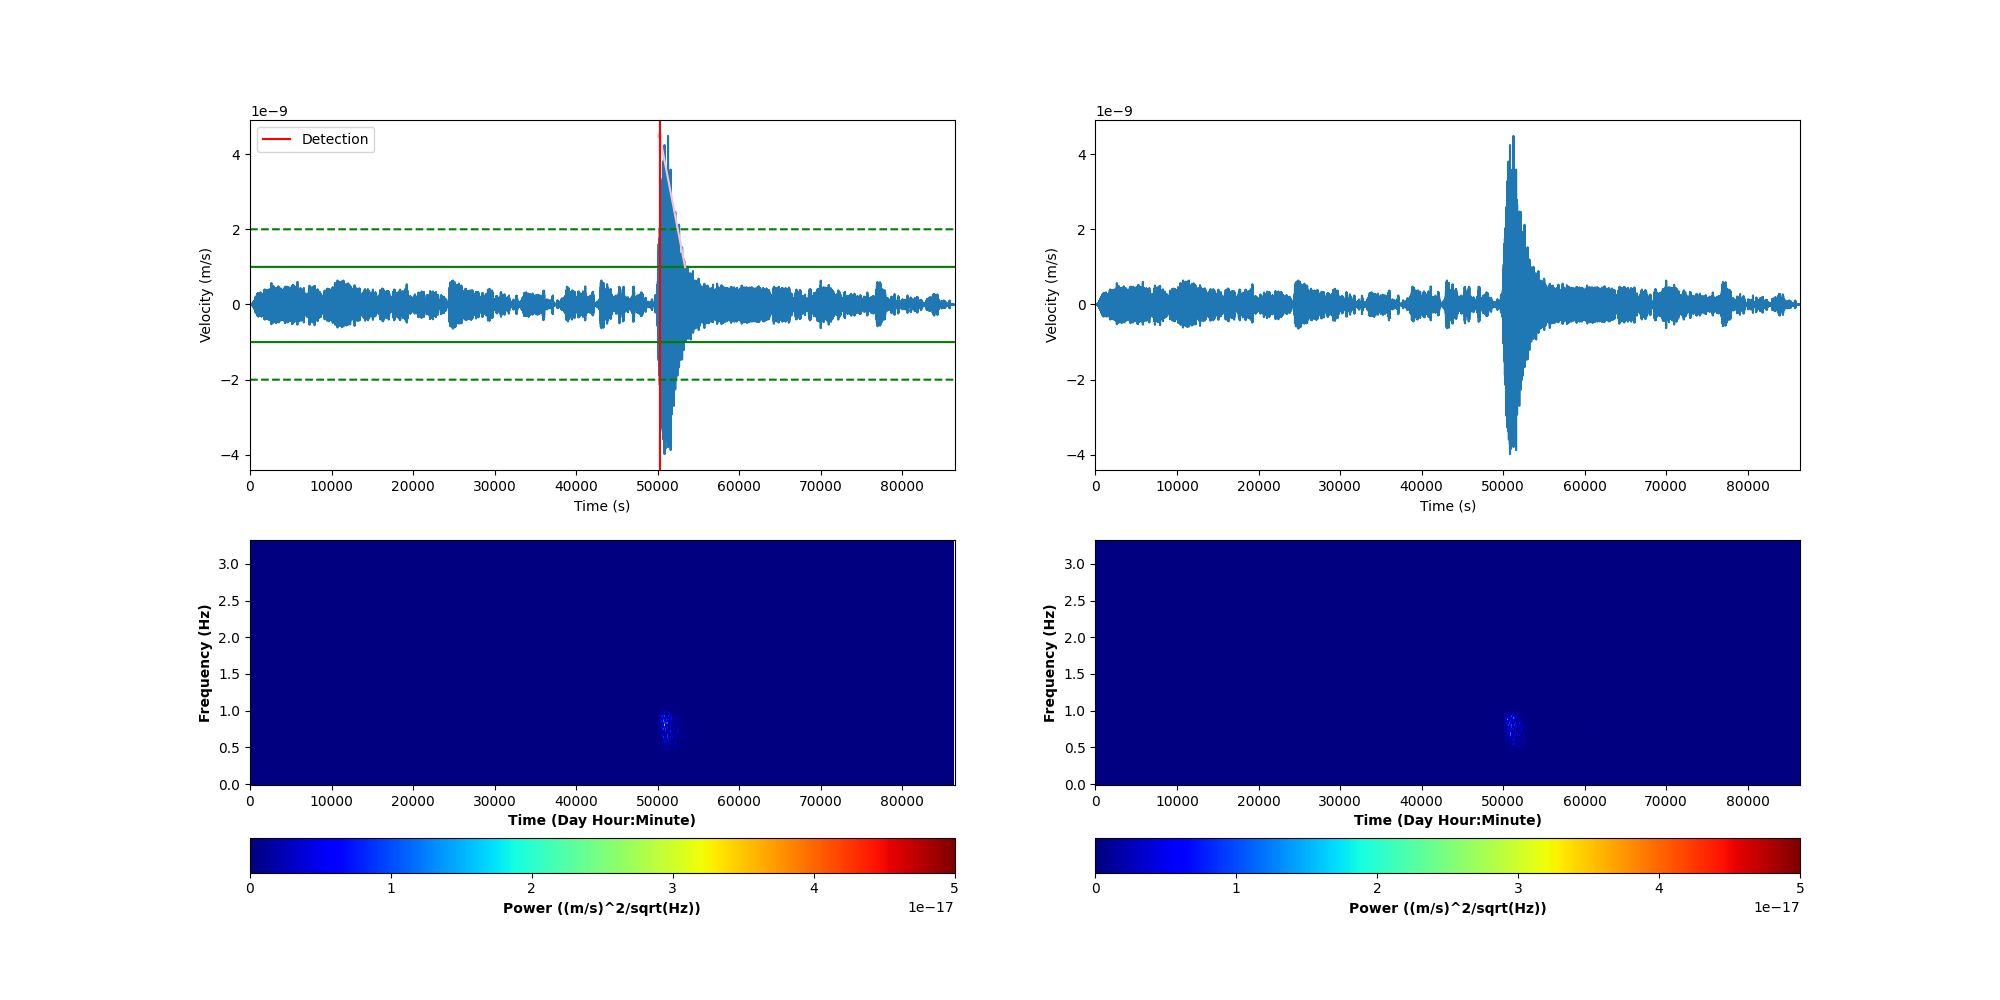 1e−9
Detection
4
2
0
−2
−4
Velocity (m/s)
0 10000 20000 30000 40000 50000 60000 70000 80000
Time (s)
1e−9
4
2
0
−2
−4
Velocity (m/s)
0 10000 20000 30000 40000 50000 60000 70000 80000
Time (s)
3.0
2.5
2.0
1.5
1.0
0.5
0.0
Frequency (Hz)
0 10000 20000 30000 40000 50000 60000 70000 80000
Time (Day Hour:Minute)
0 1 2 3 4 5
Power ((m/s)^2/sqrt(Hz))
1e−17
3.0
2.5
2.0
1.5
1.0
0.5
0.0
Frequency (Hz)
0 10000 20000 30000 40000 50000 60000 70000 80000
Time (Day Hour:Minute)
0 1 2 3 4 5
Power ((m/s)^2/sqrt(Hz))
1e−17